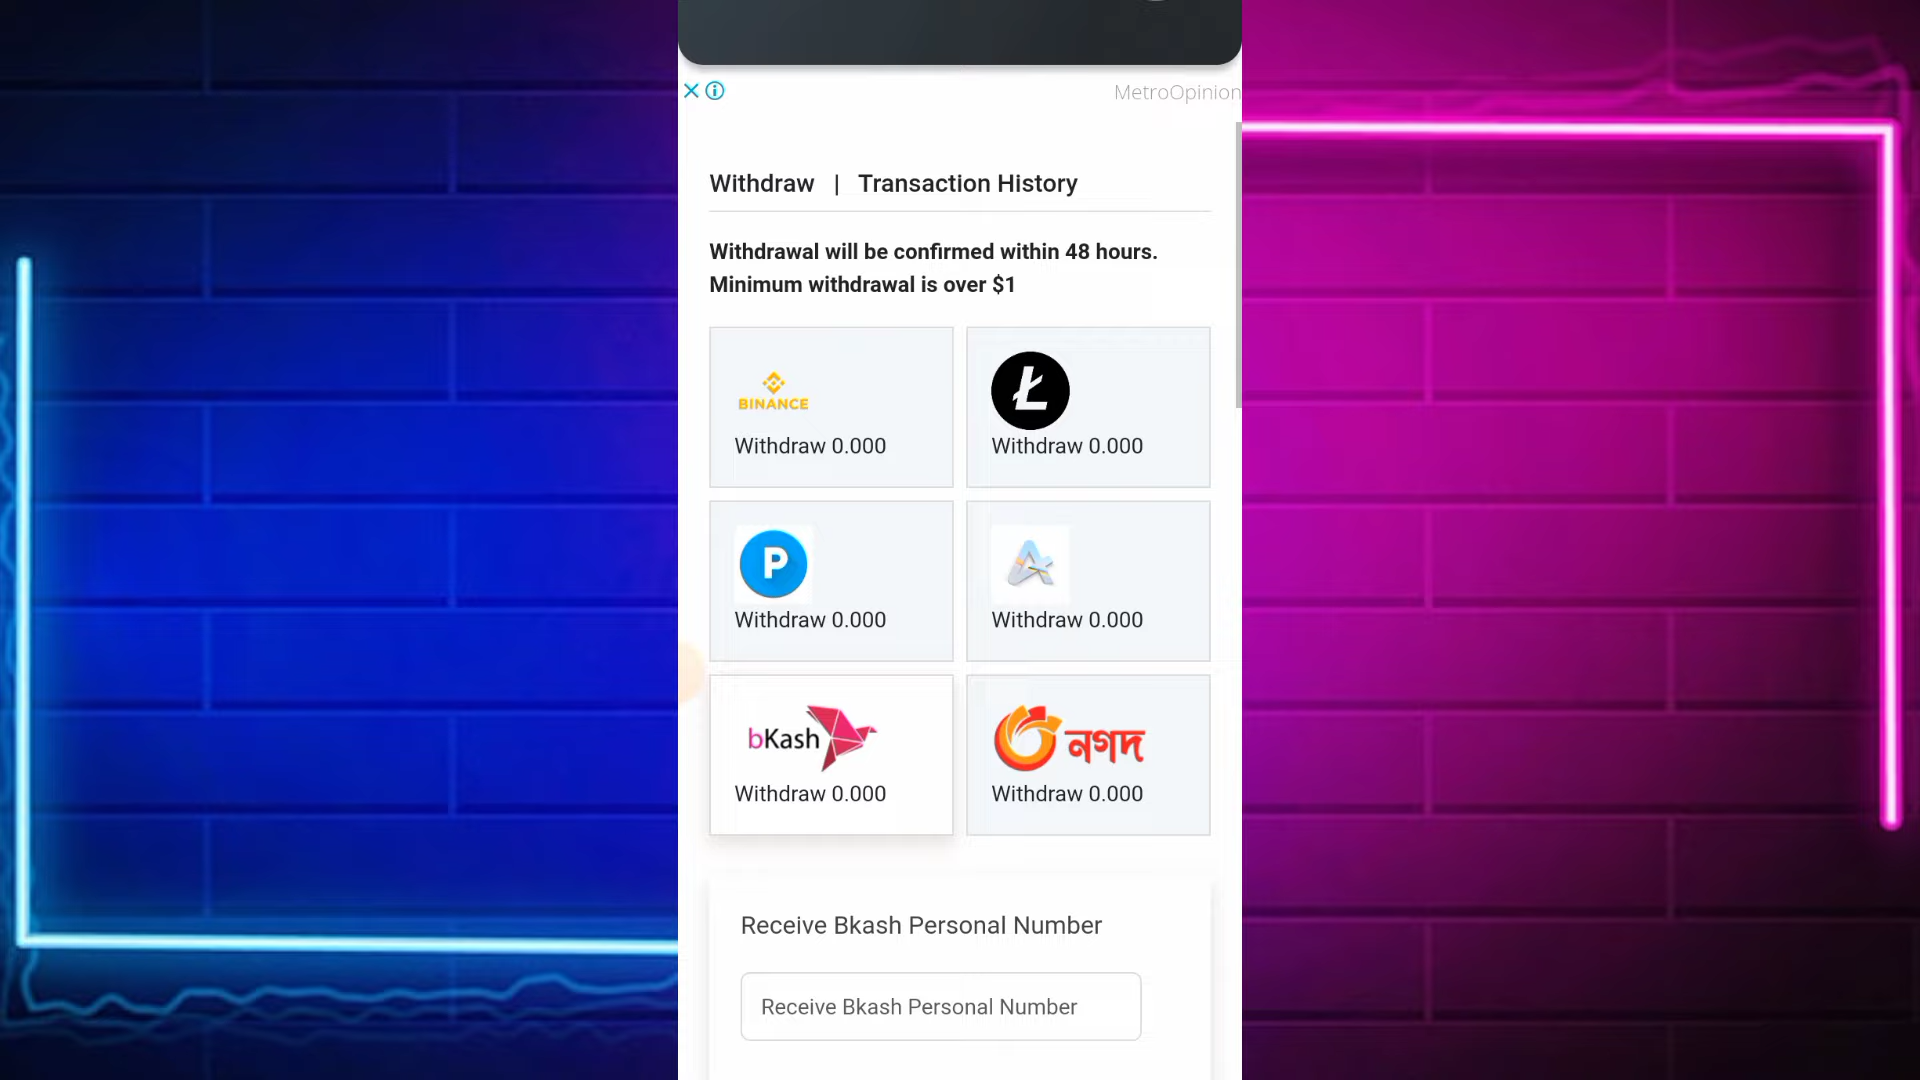 MetroOpinion
Withdraw | Transaction History
Withdrawal will be confirmed within 48 hours.
Minimum withdrawal is over $1
BINANCE
Withdraw 0.000
Ł
Withdraw 0.000
P
Withdraw 0.000
Withdraw 0.000
bKash
Withdraw 0.000
নগদ
Withdraw 0.000
Receive Bkash Personal Number
Receive Bkash Personal Number